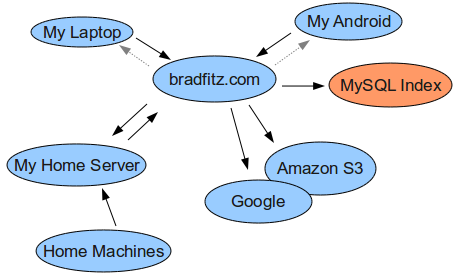 My Laptop
My Android
bradfitz.com
MySQL Index
My Home Server
Amazon S3
Google
Home Machines